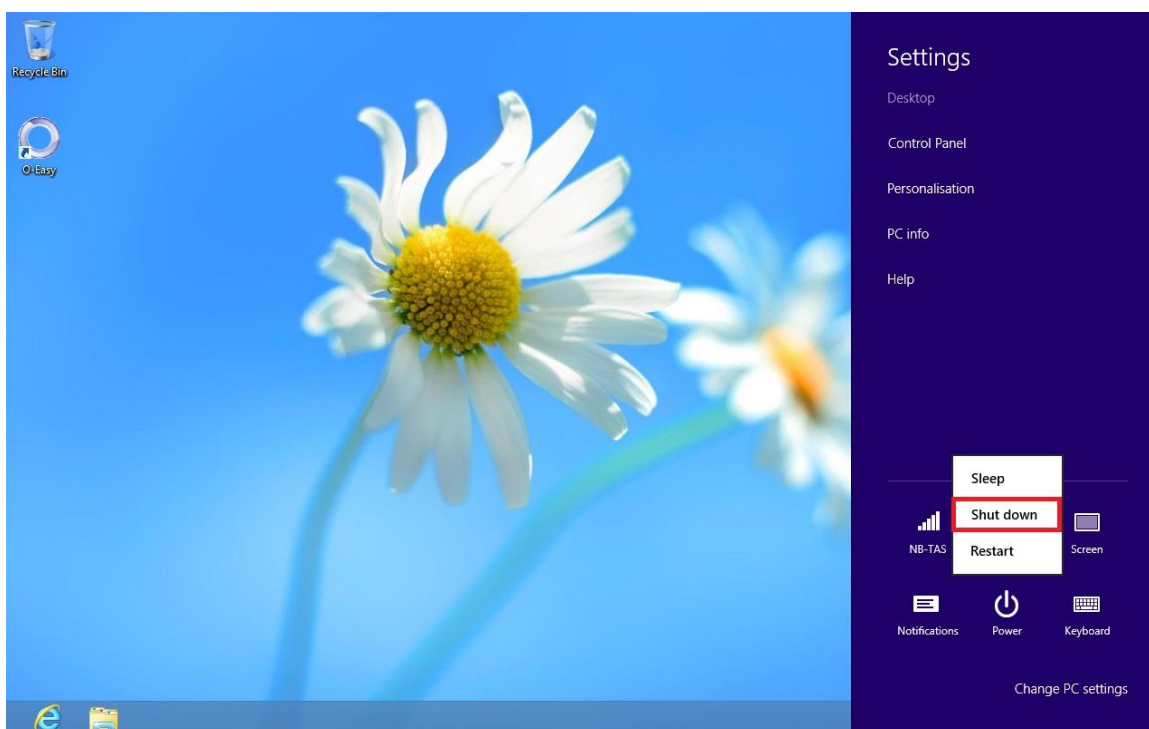 Recycle Bin
O-Easy
Settings
Desktop
Control Panel
Personalisation
PC info
Help
Sleep
Shut down
Restart
NB-TAS
Screen
Notifications
Power
Keyboard
Change PC settings